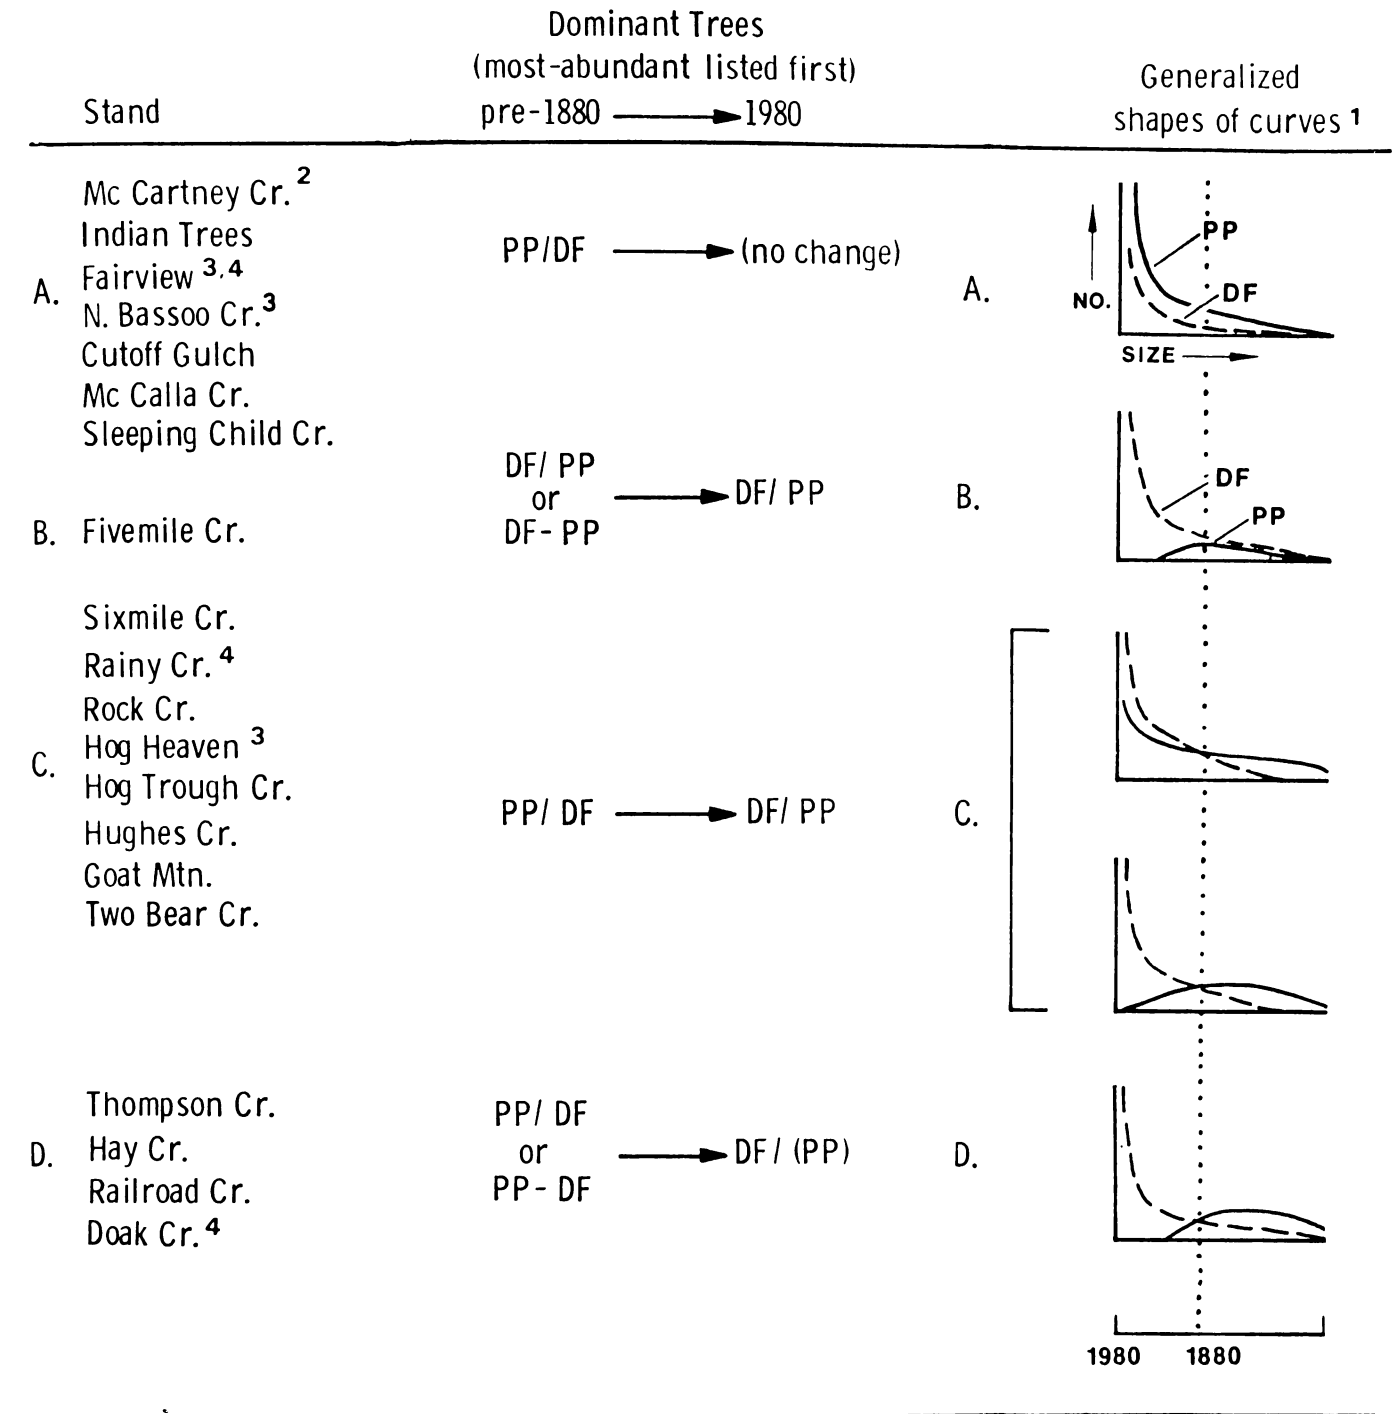 Dominant Trees
(most-abundant listed first)
Stand
pre-1880 → 1980
Generalized
shapes of curves 1
A.
Mc Cartney Cr. 2
Indian Trees
Fairview 3,4
N. Bassoo Cr. 3
Cutoff Gulch
Mc Calla Cr.
Sleeping Child Cr.
PP/DF → (no change)
A.
NO.
PP
DF
SIZE
B. Fivemile Cr.
DF/ PP
or
DF- PP
→ DF/ PP
B.
DF
PP
C.
Sixmile Cr.
Rainy Cr. 4
Rock Cr.
Hog Heaven 3
Hog Trough Cr.
Hughes Cr.
Goat Mtn.
Two Bear Cr.
PP/ DF → DF/ PP
C.
D.
Thompson Cr.
Hay Cr.
Railroad Cr.
Doak Cr. 4
PP/ DF
or
PP- DF
→ DF/ (PP)
D.
1980 1880